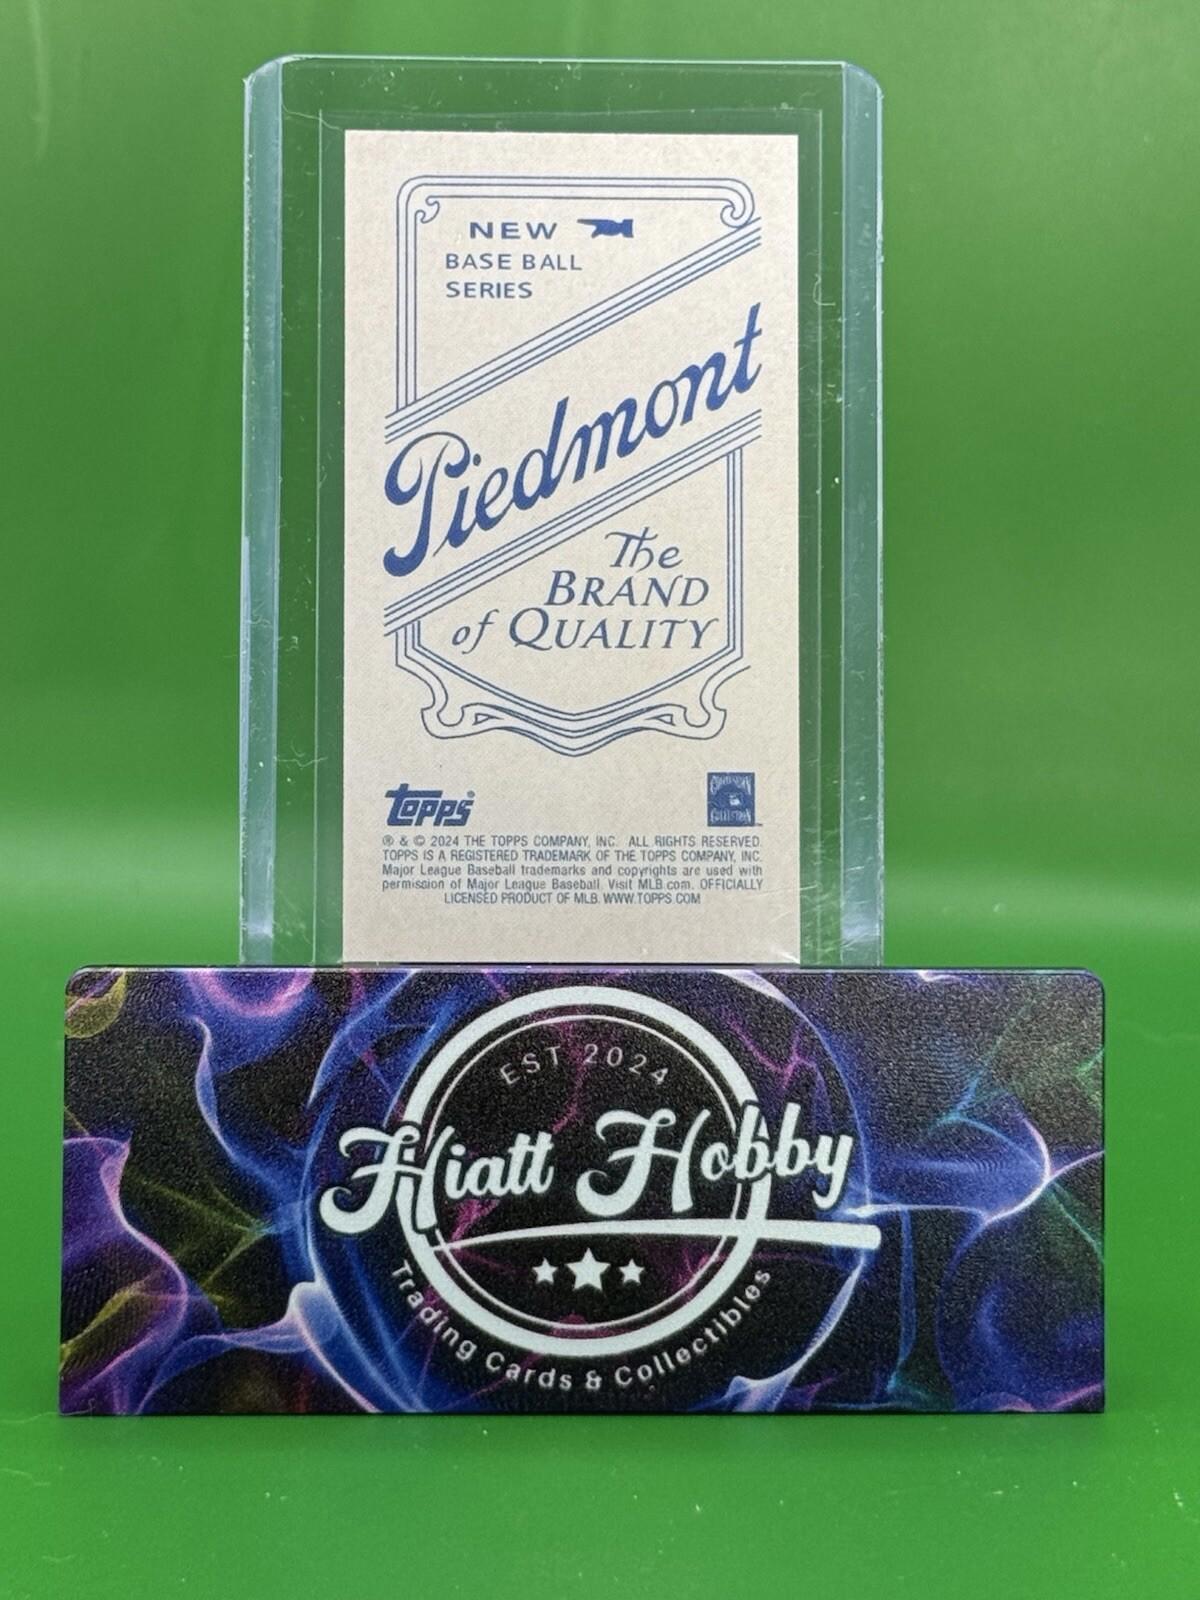 NEW
BASE BALL
SERIES
Piedmont
The
BRAND
of QUALITY
Topps®
COOPERSTOWN
COLLECTION
® & © 2024 THE TOPPS COMPANY, INC. ALL RIGHTS RESERVED.
TOPPS IS A REGISTERED TRADEMARK OF THE TOPPS COMPANY, INC.
Major League Baseball trademarks and copyrights are used with
permission of Major League Baseball. Visit MLB.com. OFFICIALLY
LICENSED PRODUCT OF MLB. WWW.TOPPS.COM
EST 2024
Hiatt Hobby
Trading Cards & Collectibles